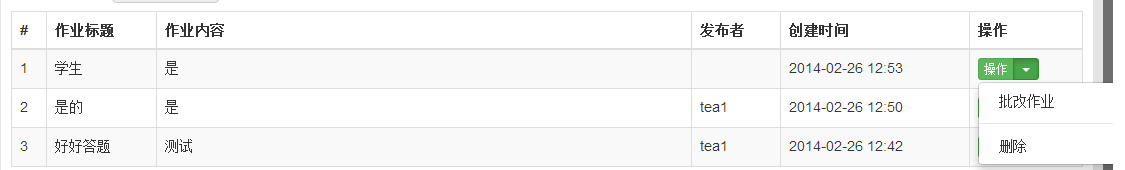 # 作业标题 作业内容 发布者 创建时间 操作
1 学生 是 2014-02-26 12:53 操作
2 是的 是 tea1 2014-02-26 12:50
3 好好答题 测试 tea1 2014-02-26 12:42
批改作业
删除